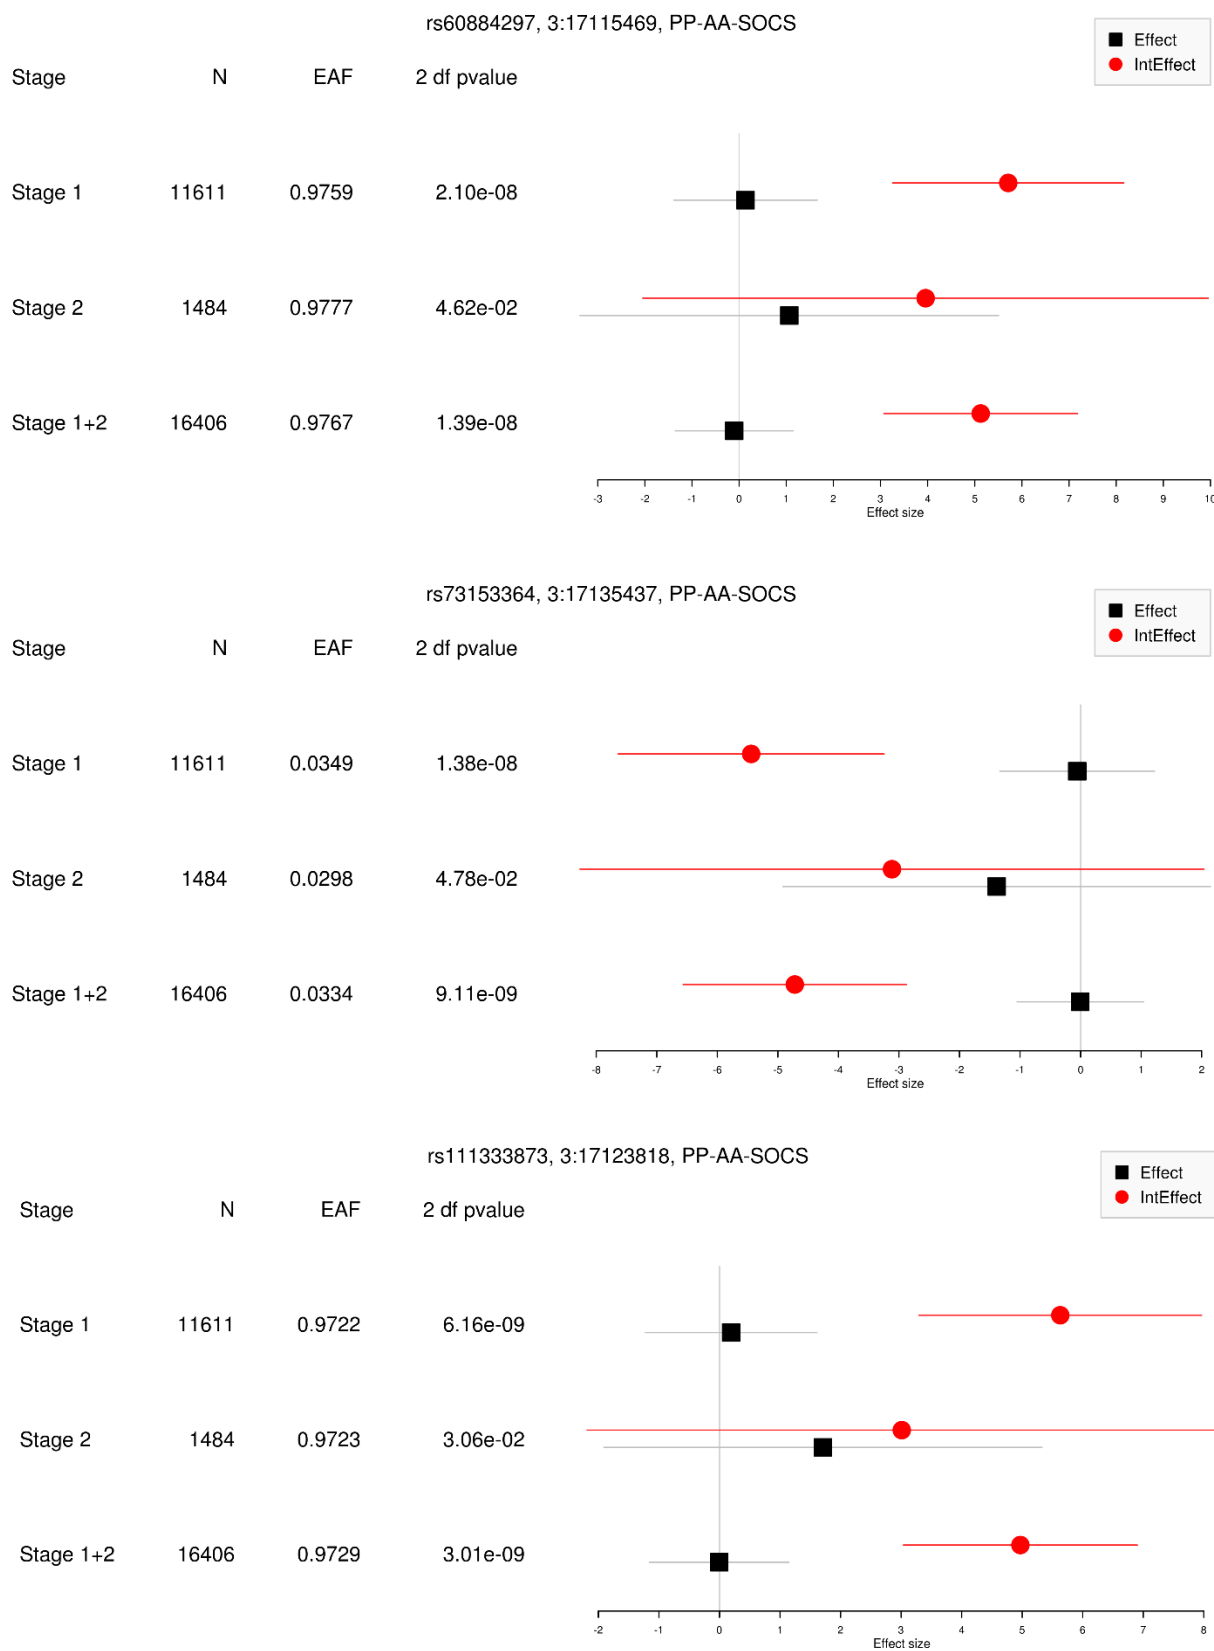 rs60884297, 3:17115469, PP-AA-SOCS
Effect
IntEffect
Stage N EAF 2 df pvalue
Stage 1 11611 0.9759 2.10e-08
Stage 2 1484 0.9777 4.62e-02
Stage 1+2 16406 0.9767 1.39e-08
-3 -2 -1 0 1 2 3 4 5 6 7 8 9 10
Effect size
rs73153364, 3:17135437, PP-AA-SOCS
Effect
IntEffect
Stage N EAF 2 df pvalue
Stage 1 11611 0.0349 1.38e-08
Stage 2 1484 0.0298 4.78e-02
Stage 1+2 16406 0.0334 9.11e-09
-8 -7 -6 -5 -4 -3 -2 -1 0 1 2
Effect size
rs111333873, 3:17123818, PP-AA-SOCS
Effect
IntEffect
Stage N EAF 2 df pvalue
Stage 1 11611 0.9722 6.16e-09
Stage 2 1484 0.9723 3.06e-02
Stage 1+2 16406 0.9729 3.01e-09
-2 -1 0 1 2 3 4 5 6 7 8
Effect size